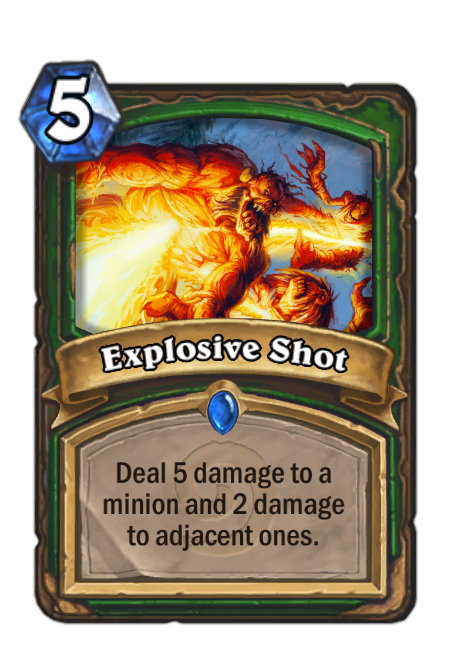 5
Explosive Shot
Deal 5 damage to a
minion and 2 damage
to adjacent ones.